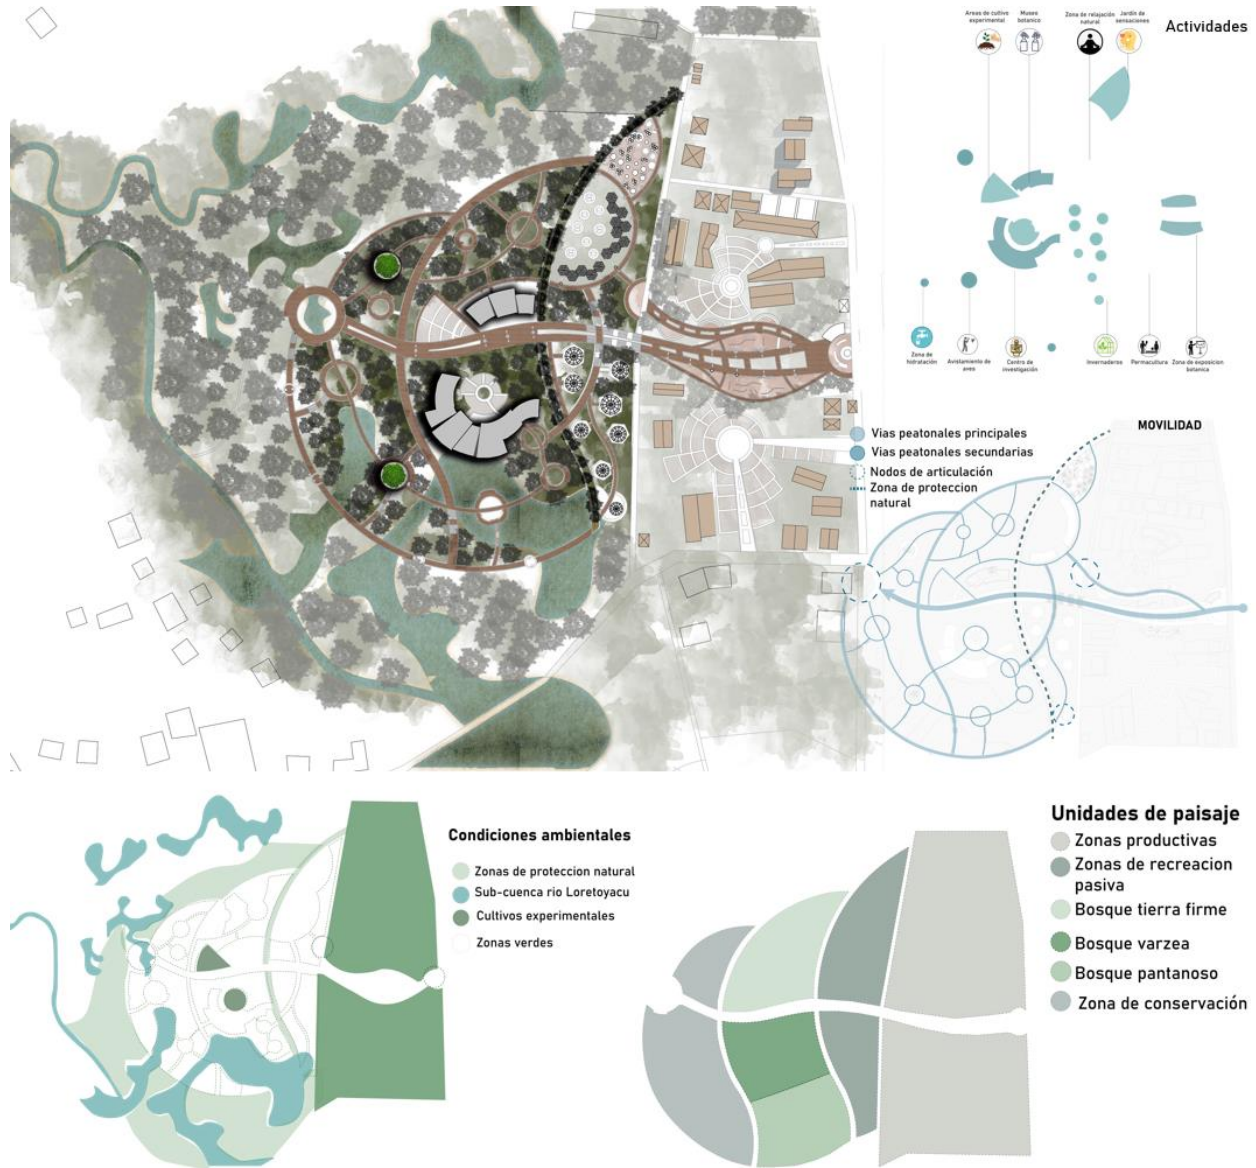 Areas de cultivo
experimental
Museo
botanico
Zona de relajación
natural
Jardín de
sensaciones
Actividades
Zona de
hidratación
Avistamiento de
aves
Centro de
investigación
Invernaderos
Permacultura
Zona de exposicion
botanica
MOVILIDAD
Vias peatonales principales
Vias peatonales secundarias
Nodos de articulación
Zona de proteccion
natural
Condiciones ambientales
Zonas de proteccion natural
Sub-cuenca rio Loretoyacu
Cultivos experimentales
Zonas verdes
Unidades de paisaje
Zonas productivas
Zonas de recreacion
pasiva
Bosque tierra firme
Bosque varzea
Bosque pantanoso
Zona de conservación